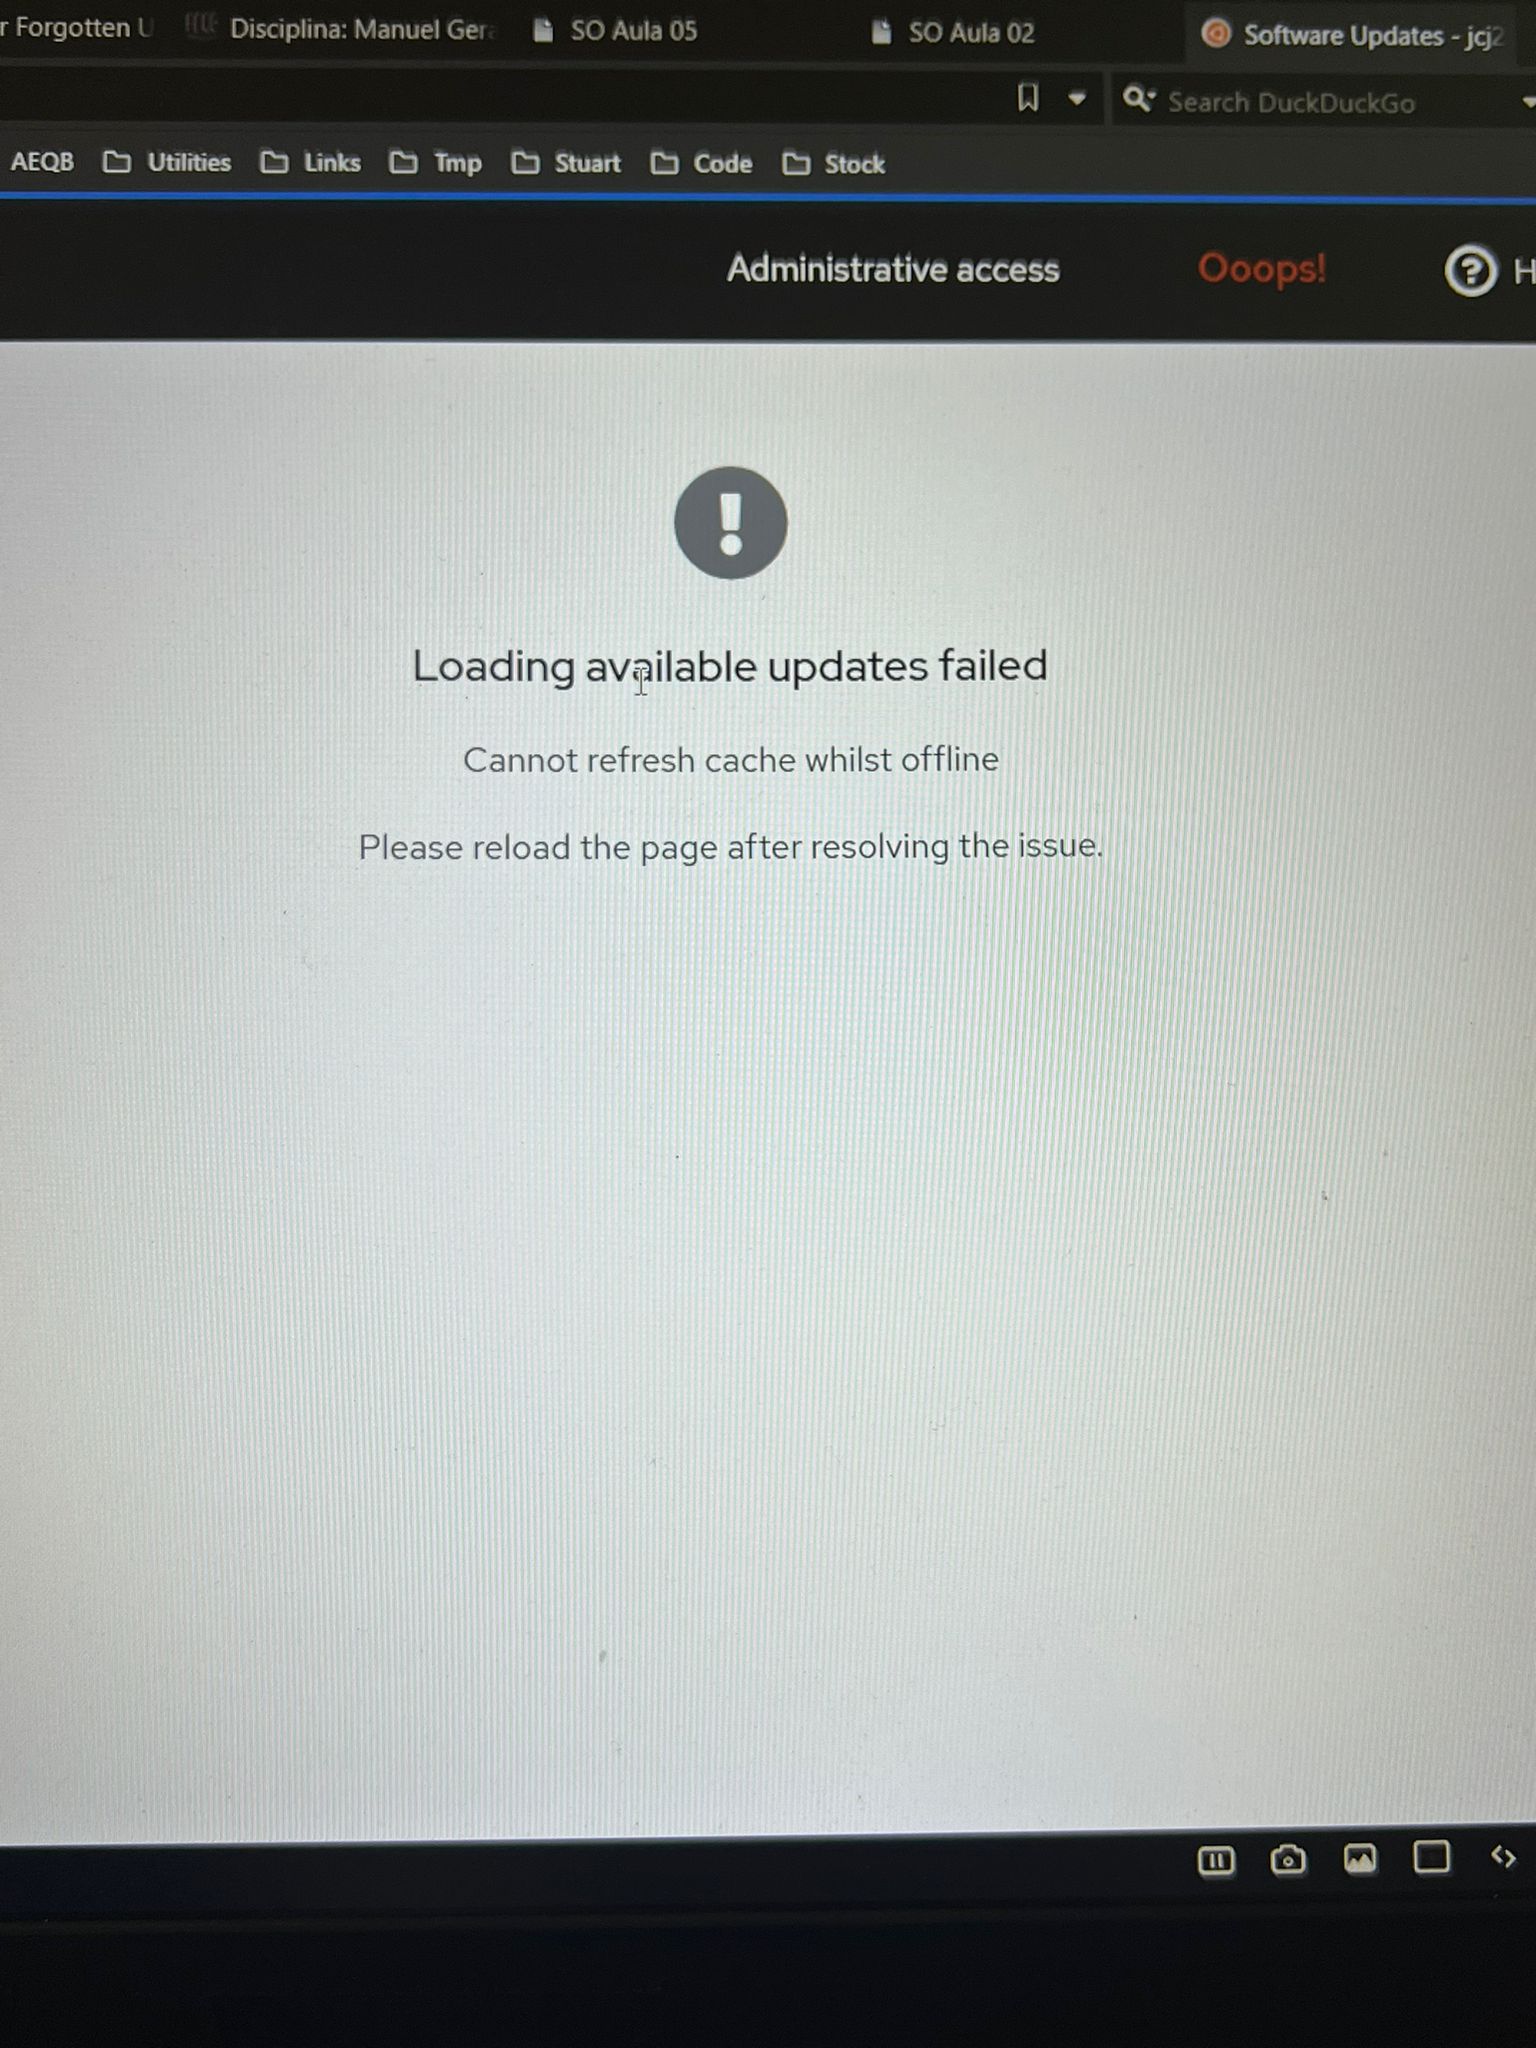 r Forgotten U
Disciplina: Manuel Ger
SO Aula 05
SO Aula 02
Software Updates - jcj2
Search DuckDuckGo
AEQB
Utilities
Links
Tmp
Stuart
Code
Stock
Administrative access
Ooops!
H
Loading available updates failed
Cannot refresh cache whilst offline
Please reload the page after resolving the issue.